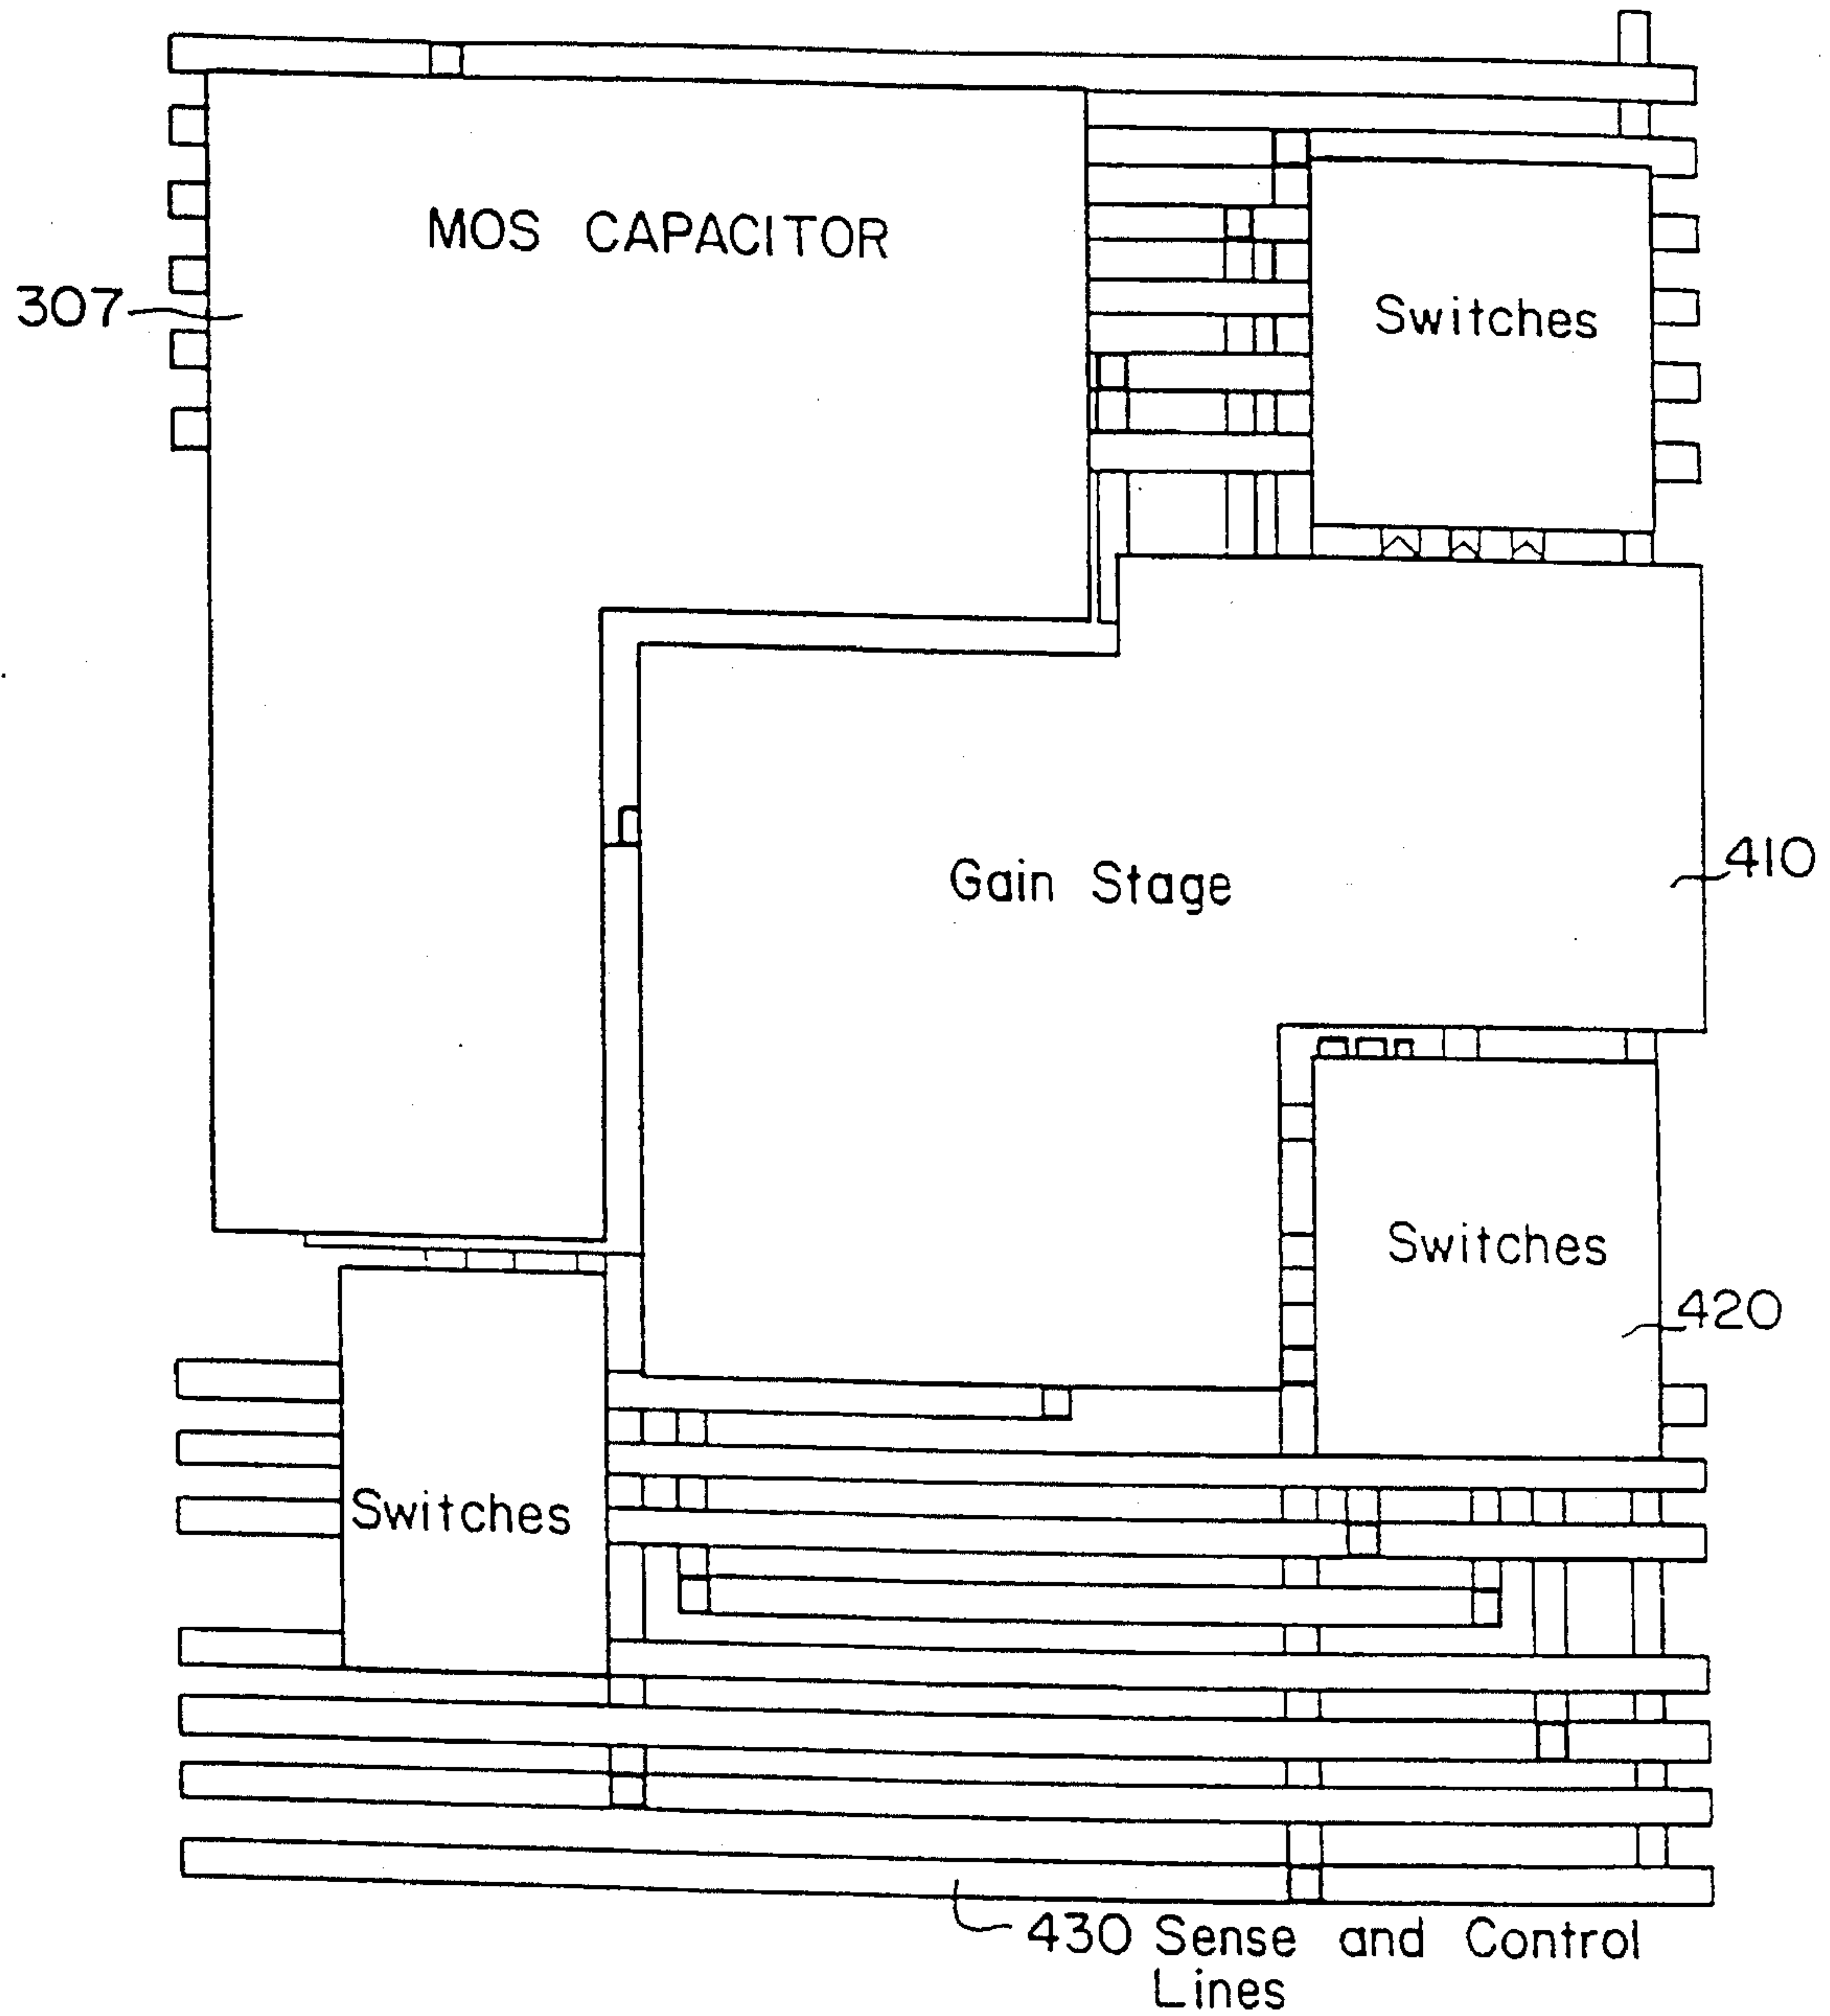 MOS CAPACITOR
307
Switches
410
Gain Stage
Switches
420
Switches
430 Sense and Control
Lines